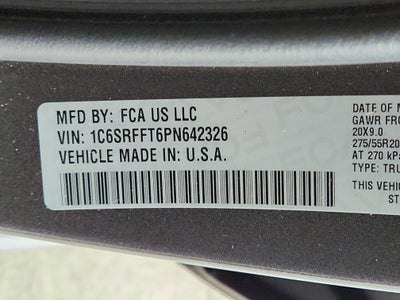 MFD BY: FCA US LLC
VIN: 1C6SRFFT6PN642326
VEHICLE MADE IN: U.S.A.
DATE OF M
GAWR FRO
20X9.0
275/55R20
AT 270 kPa
TYPE: TRU
THIS VEHIC
ST